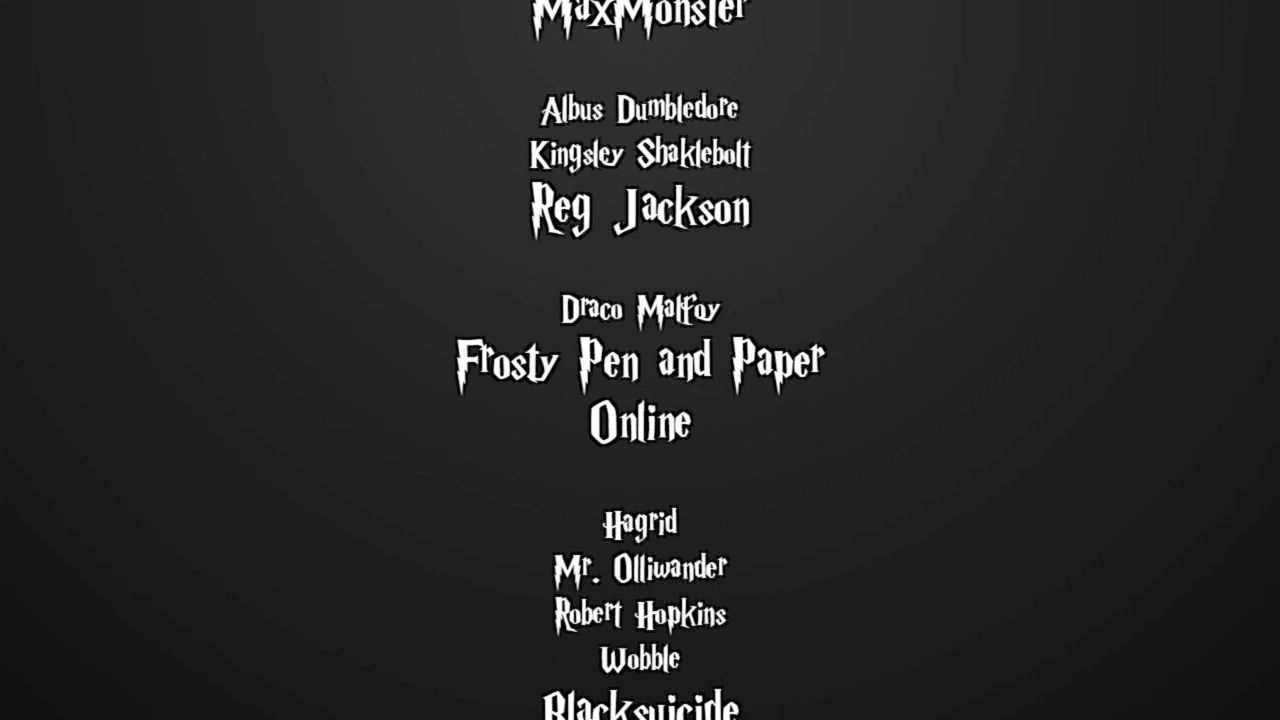 MaxMonster
Albus Dumbledore
Kingsley Shaklebolt
Reg Jackson
Draco Malfoy
Frosty Pen and Paper
Online
Hagrid
Mr. Olliwander
Robert Hopkins
Wobble
Blacksuicide